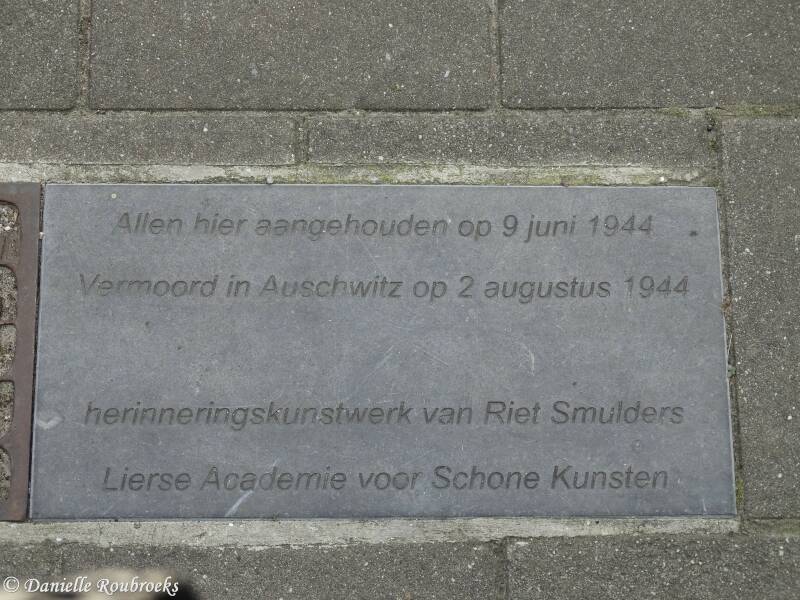 Allen hier aangehouden op 9 juni 1944
Vermoord in Auschwitz op 2 augustus 1944
herinneringskunstwerk van Riet Smulders
Lierse Academie voor Schone Kunsten
© Danielle Roubroeks